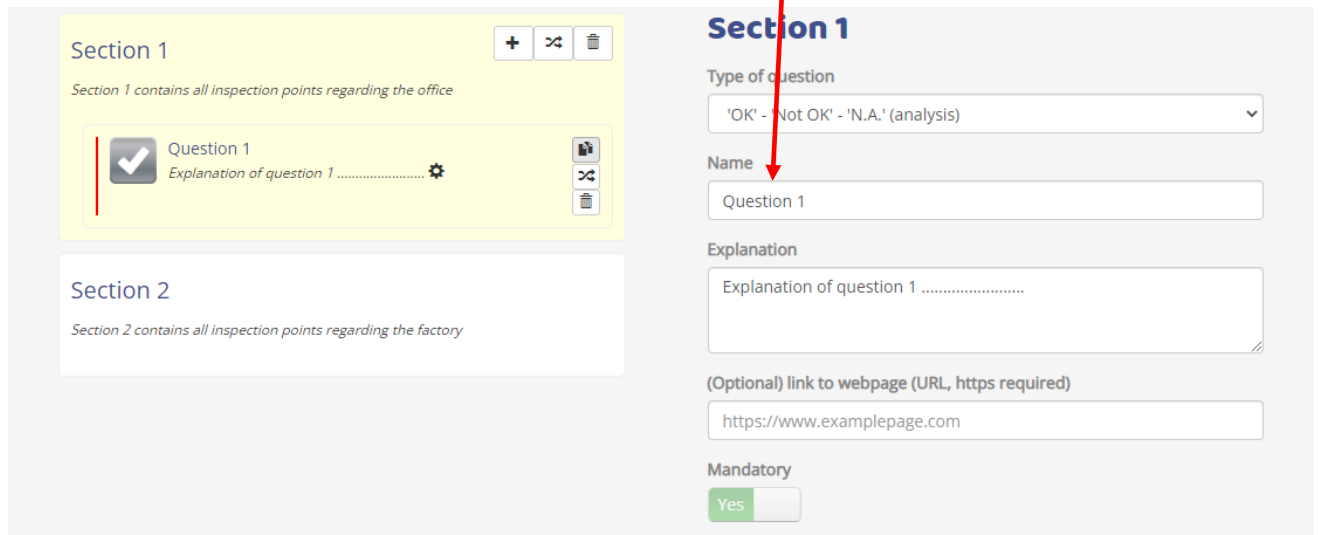 Section 1
Section 1 contains all inspection points regarding the office
Question 1
Explanation of question 1 ........................
Section 2
Section 2 contains all inspection points regarding the factory
Section 1
Type of question
'OK' - 'Not OK' - 'N.A.' (analysis)
Name
Question 1
Explanation
Explanation of question 1 ........................
(Optional) link to webpage (URL, https required)
https://www.examplepage.com
Mandatory
Yes